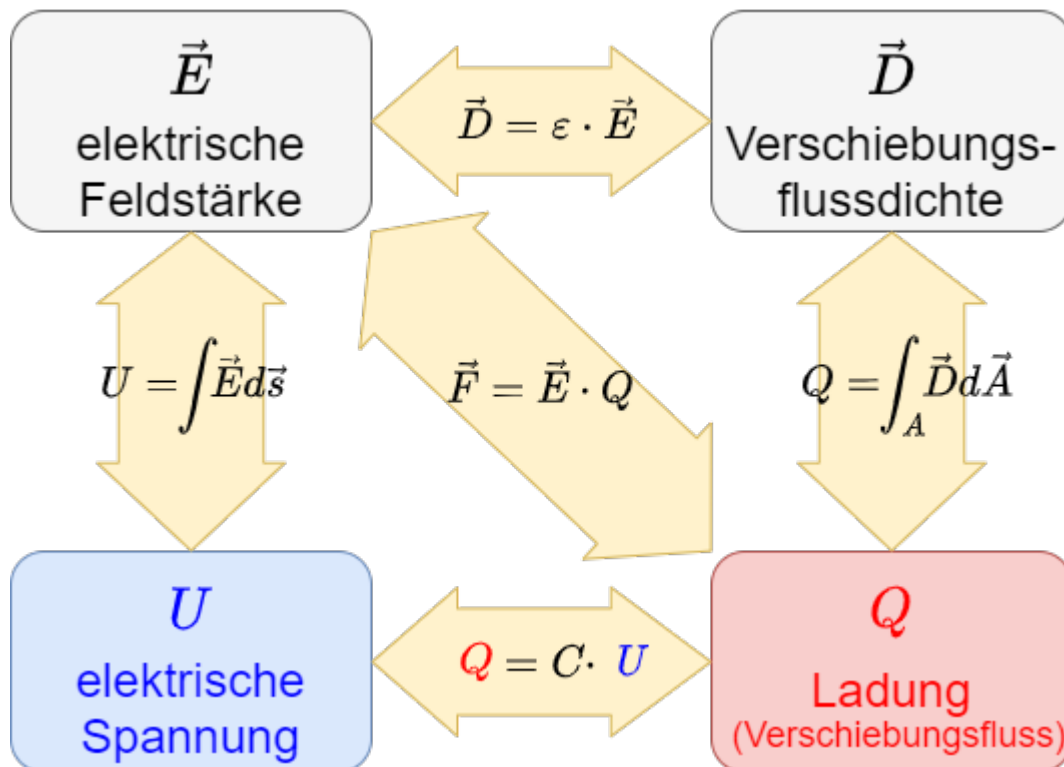 E⃗
elektrische
Feldstärke
D⃗ = ε · E⃗
D⃗
Verschiebungs-
flussdichte
U = ∫E⃗ds⃗
F⃗ = E⃗ · Q
Q = ∫_A D⃗dA⃗
U
elektrische
Spannung
Q = C· U
Q
Ladung
(Verschiebungsfluss)